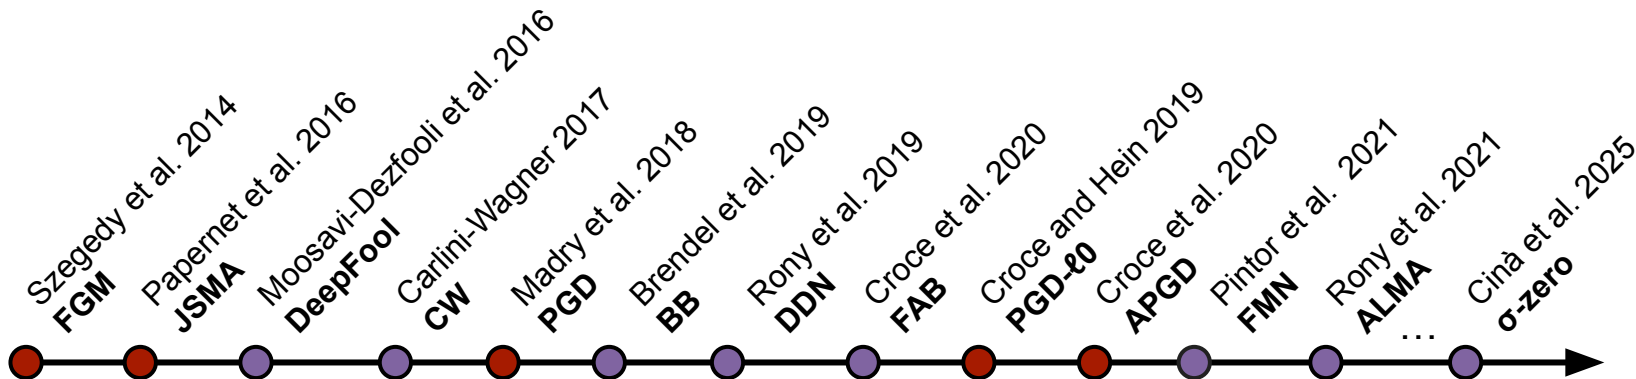 Szegedy et al. 2014
FGM
Papernet et al. 2016
JSMA
Moosavi-Dezfooli et al. 2016
DeepFool
Carlini-Wagner 2017
CW
Madry et al. 2018
PGD
Brendel et al. 2019
BB
Rony et al. 2019
DDN
Croce et al. 2020
FAB
Croce and Hein 2019
PGD-ℓ0
Croce et al. 2020
APGD
Pintor et al. 2021
FMN
Rony et al. 2021
ALMA
...
Cinà et al. 2025
σ-zero